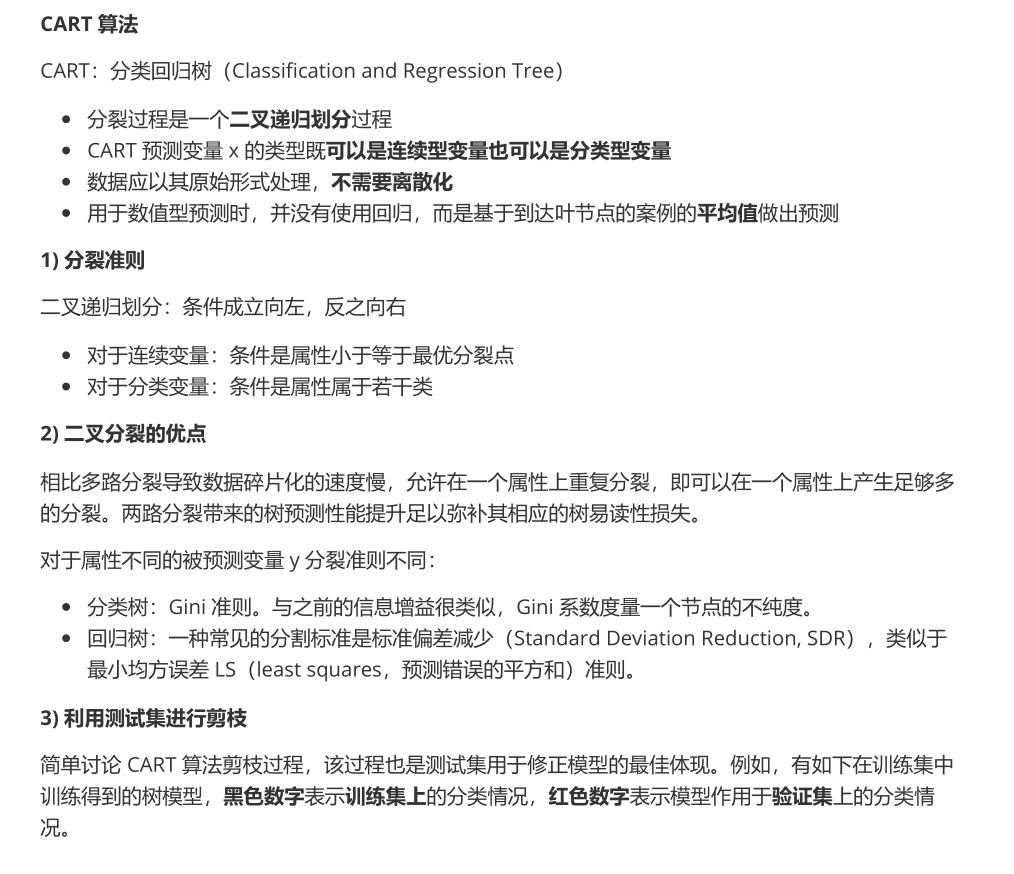 CART 算法
CART：分类回归树（Classification and Regression Tree）
分裂过程是一个二叉递归划分过程
CART 预测变量 x 的类型既可以是连续型变量也可以是分类型变量
数据应以其原始形式处理，不需要离散化
用于数值型预测时，并没有使用回归，而是基于到达叶节点的案例的平均值做出预测
1) 分裂准则
二叉递归划分：条件成立向左，反之向右
对于连续变量：条件是属性小于等于最优分裂点
对于分类变量：条件是属性属于若干类
2) 二叉分裂的优点
相比多路分裂导致数据碎片化的速度慢，允许在一个属性上重复分裂，即可以在一个属性上产生足够多
的分裂。两路分裂带来的树预测性能提升足以弥补其相应的树易读性损失。
对于属性不同的被预测变量 y 分裂准则不同：
分类树：Gini 准则。与之前的信息增益很类似，Gini 系数度量一个节点的不纯度。
回归树：一种常见的分割标准是标准偏差减少（Standard Deviation Reduction, SDR），类似于
最小均方误差 LS（least squares，预测错误的平方和）准则。
3) 利用测试集进行剪枝
简单讨论 CART 算法剪枝过程，该过程也是测试集用于修正模型的最佳体现。例如，有如下在训练集中
训练得到的树模型，黑色数字表示训练集上的分类情况，红色数字表示模型作用于验证集上的分类情
况。